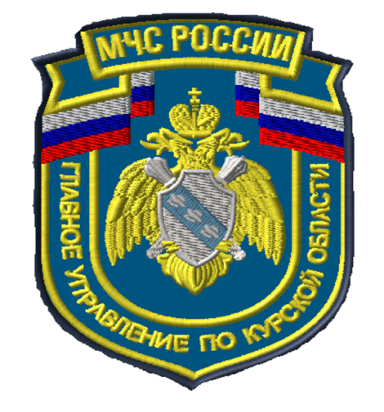 МЧС РОССИИ
ГЛАВНОЕ УПРАВЛЕНИЕ ПО КУРСКОЙ ОБЛАСТИ